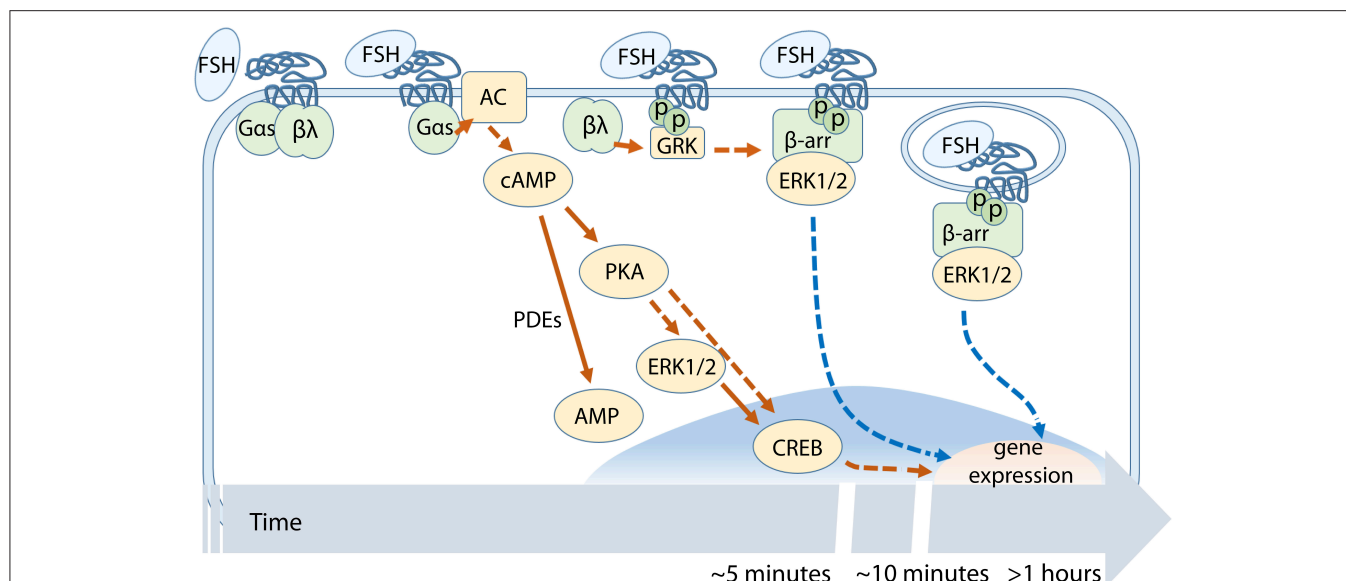 FSH
FSH
FSH
FSH
AC
Gαs
βλ
Gαs
βλ
p
p
GRK
p
p
β-arr
ERK1/2
FSH
p
p
β-arr
ERK1/2
cAMP
PKA
PDEs
ERK1/2
AMP
CREB
gene
expression
Time
~5 minutes
~10 minutes
>1 hours